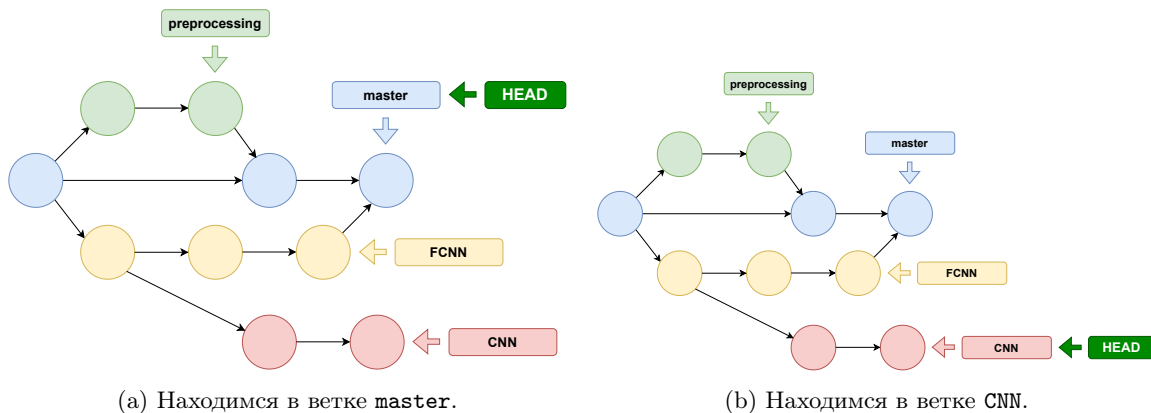 preprocessing
master
HEAD
FCNN
CNN
(a) Находимся в ветке master.
preprocessing
master
FCNN
CNN
HEAD
(b) Находимся в ветке CNN.